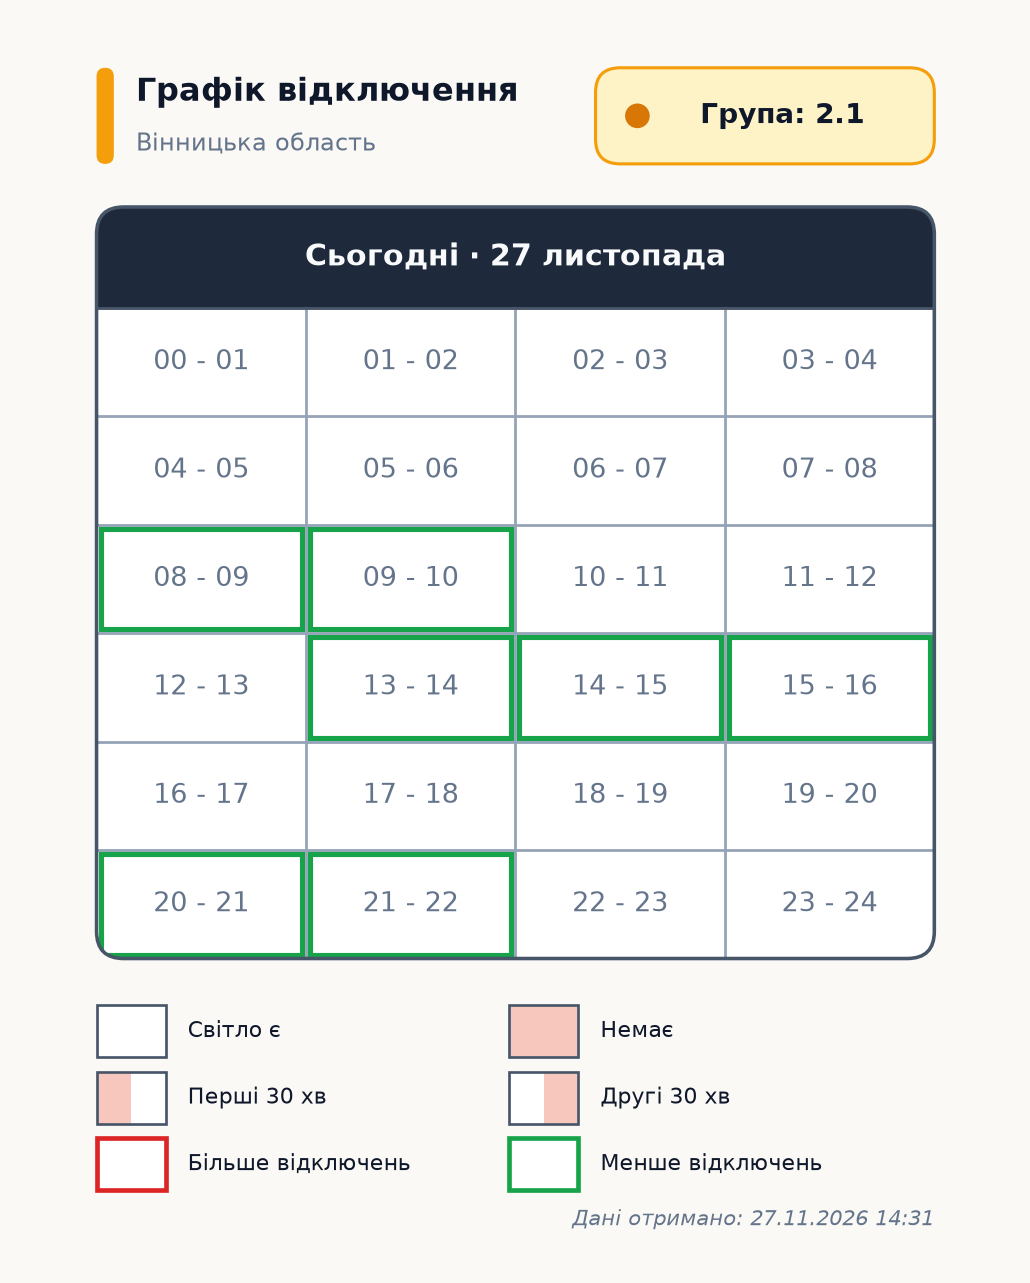 Графік відключення
Вінницька область
Група: 2.1
Сьогодні · 27 листопада
00 - 01 01 - 02 02 - 03 03 - 04
04 - 05 05 - 06 06 - 07 07 - 08
08 - 09 09 - 10 10 - 11 11 - 12
12 - 13 13 - 14 14 - 15 15 - 16
16 - 17 17 - 18 18 - 19 19 - 20
20 - 21 21 - 22 22 - 23 23 - 24
Світло є Немає
Перші 30 хв Другі 30 хв
Більше відключень Менше відключень
Дані отримано: 27.11.2026 14:31